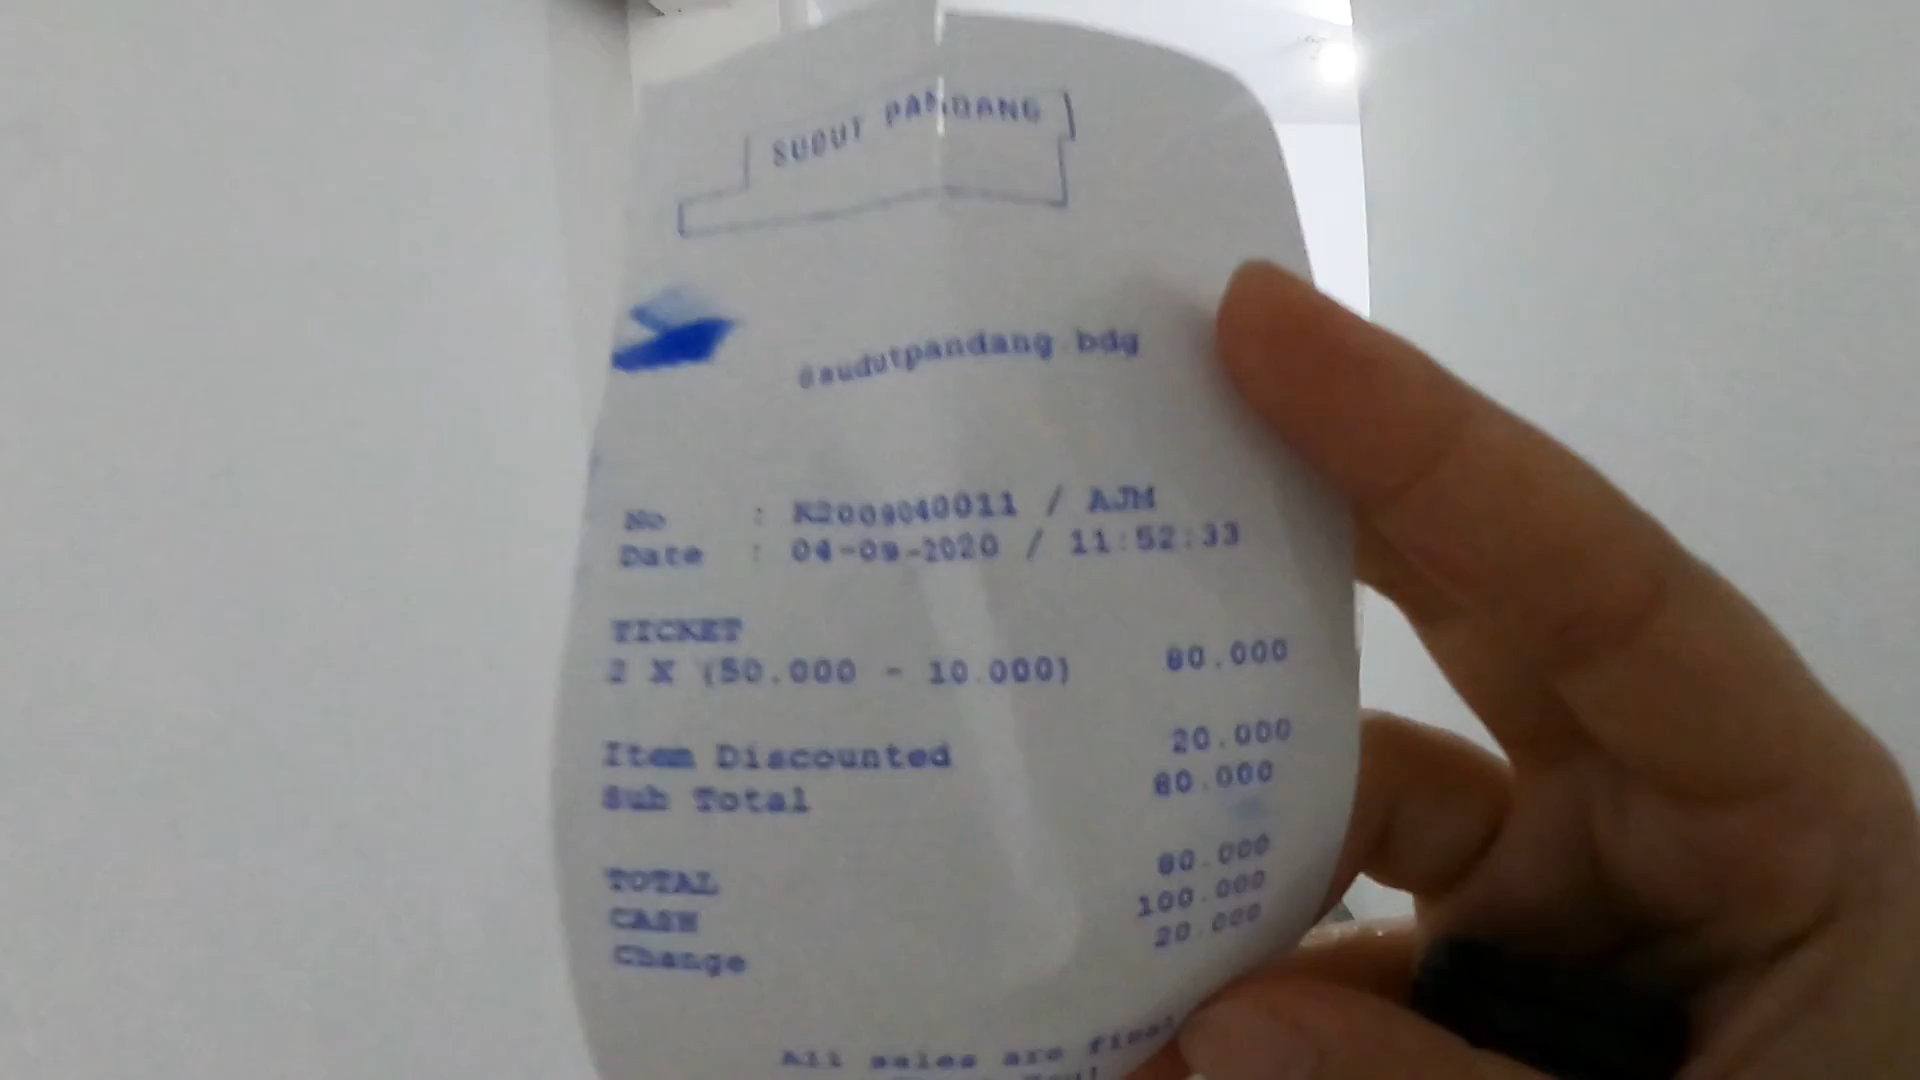 SUDUT PANDANG
@sudutpandang.bdg
No : K2009040011 / AJM
Date : 04-09-2020 / 11:52:33
TICKET
2 X (50.000 - 10.000) 80.000
Item Discounted 20.000
Sub Total 80.000
TOTAL 80.000
CASH 100.000
Change 20.000
All sales are final